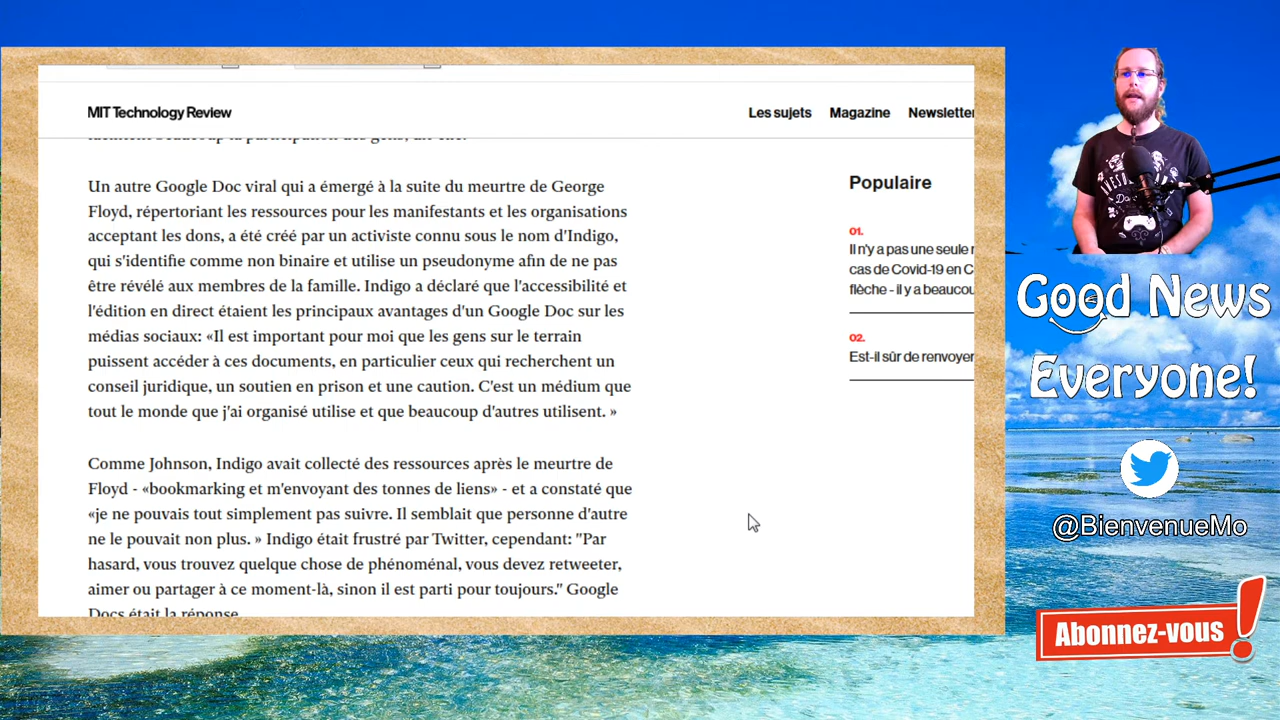 MIT Technology Review
Les sujets
Magazine
Newsletter
Un autre Google Doc viral qui a émergé à la suite du meurtre de George
Floyd, répertoriant les ressources pour les manifestants et les organisations
acceptant les dons, a été créé par un activiste connu sous le nom d'Indigo,
qui s'identifie comme non binaire et utilise un pseudonyme afin de ne pas
être révélé aux membres de la famille. Indigo a déclaré que l'accessibilité et
l'édition en direct étaient les principaux avantages d'un Google Doc sur les
médias sociaux: «Il est important pour moi que les gens sur le terrain
puissent accéder à ces documents, en particulier ceux qui recherchent un
conseil juridique, un soutien en prison et une caution. C'est un médium que
tout le monde que j'ai organisé utilise et que beaucoup d'autres utilisent. »
Comme Johnson, Indigo avait collecté des ressources après le meurtre de
Floyd - «bookmarking et m'envoyant des tonnes de liens» - et a constaté que
«je ne pouvais tout simplement pas suivre. Il semblait que personne d'autre
ne le pouvait non plus. » Indigo était frustré par Twitter, cependant: "Par
hasard, vous trouvez quelque chose de phénoménal, vous devez retweeter,
aimer ou partager à ce moment-là, sinon il est parti pour toujours." Google
Docs était la réponse
Populaire
01.
Il n'y a pas une seule
cas de Covid-19 en C
flèche - il y a beaucou
02.
Est-il sûr de renvoyer
AWESOME
Good News
Everyone!
@BienvenueMo
Abonnez-vous !